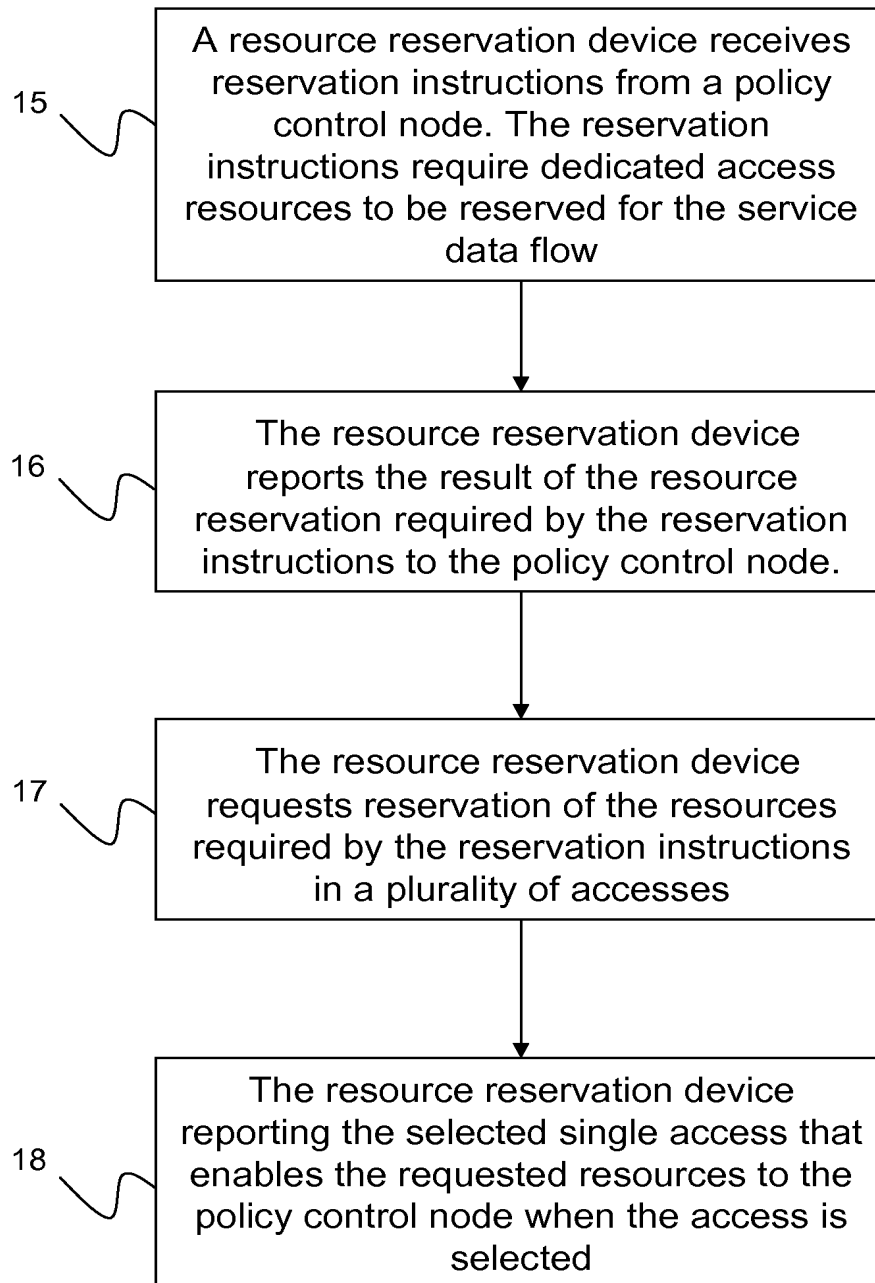 A resource reservation device receives
reservation instructions from a policy
control node. The reservation
instructions require dedicated access
resources to be reserved for the service
data flow
15
The resource reservation device
reports the result of the resource
reservation required by the reservation
instructions to the policy control node.
16
The resource reservation device
requests reservation of the resources
required by the reservation instructions
in a plurality of accesses
17
The resource reservation device
reporting the selected single access that
enables the requested resources to the
policy control node when the access is
selected
18